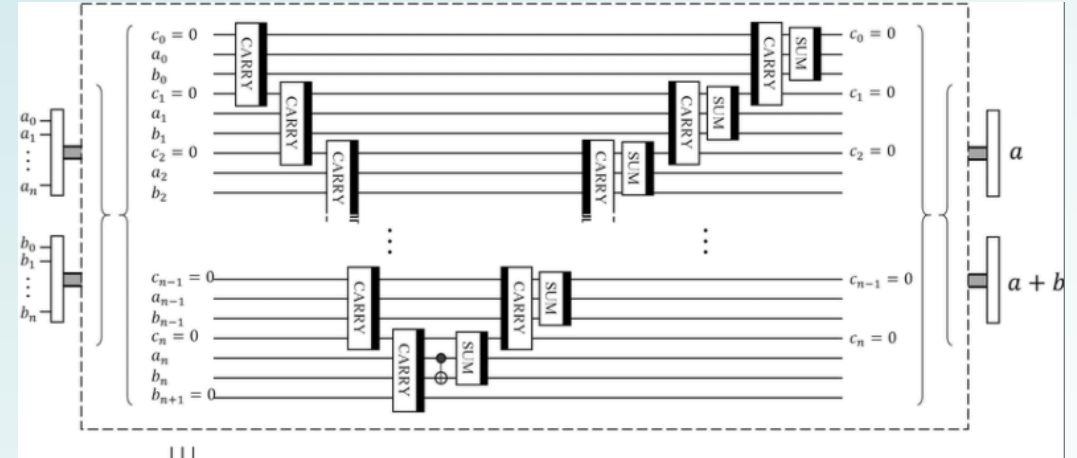 c₀ = 0 CARRY CARRY SUM c₀ = 0
a₀
b₀
c₁ = 0 CARRY CARRY SUM c₁ = 0
a₁
b₁
c₂ = 0 CARRY CARRY SUM c₂ = 0
a₂
b₂
a₀
a₁
⋮
aₙ
a
⋮ ⋮
b₀
b₁
⋮
bₙ
a + b
cₙ₋₁ = 0 CARRY CARRY SUM cₙ₋₁ = 0
aₙ₋₁
bₙ₋₁
cₙ = 0 CARRY SUM cₙ = 0
aₙ
bₙ
bₙ₊₁ = 0